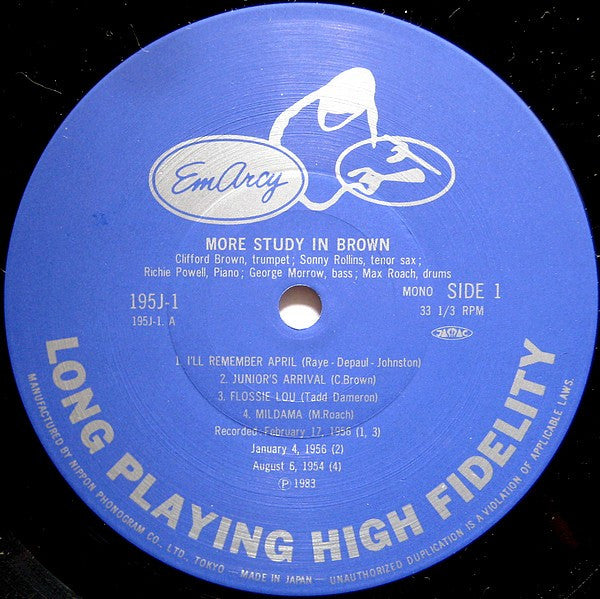 EmArcy
MORE STUDY IN BROWN
Clifford Brown, trumpet; Sonny Rollins, tenor sax;
Richie Powell, Piano; George Morrow, bass; Max Roach, drums
195J-1
195J-1. A
MONO SIDE 1
33 1/3 RPM
JASRAC
1. I'LL REMEMBER APRIL (Raye-Depaul-Johnston)
2. JUNIOR'S ARRIVAL (C.Brown)
3. FLOSSIE LOU (Tadd Dameron)
4. MILDAMA (M.Roach)
Recorded: February 17, 1956 (1, 3)
January 4, 1956 (2)
August 6, 1954 (4)
Ⓟ 1983
LONG PLAYING HIGH FIDELITY
MANUFACTURED BY NIPPON PHONOGRAM CO., LTD., TOKYO — MADE IN JAPAN — UNAUTHORIZED DUPLICATION IS A VIOLATION OF APPLICABLE LAWS.